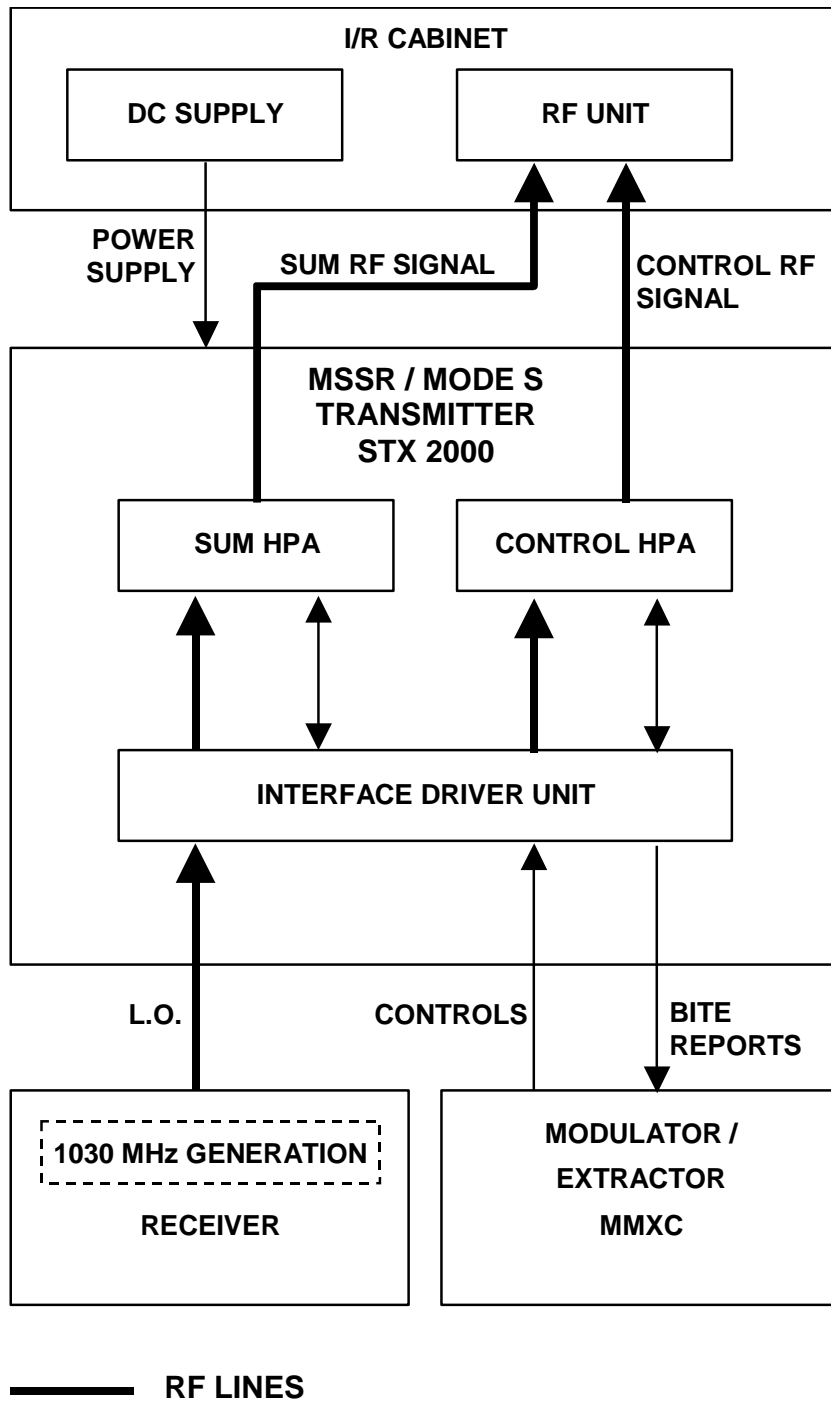 I/R CABINET
DC SUPPLY
RF UNIT
POWER
SUPPLY
SUM RF SIGNAL
CONTROL RF
SIGNAL
MSSR / MODE S
TRANSMITTER
STX 2000
SUM HPA
CONTROL HPA
INTERFACE DRIVER UNIT
L.O.
CONTROLS
BITE
REPORTS
1030 MHz GENERATION
RECEIVER
MODULATOR /
EXTRACTOR
MMXC
RF LINES